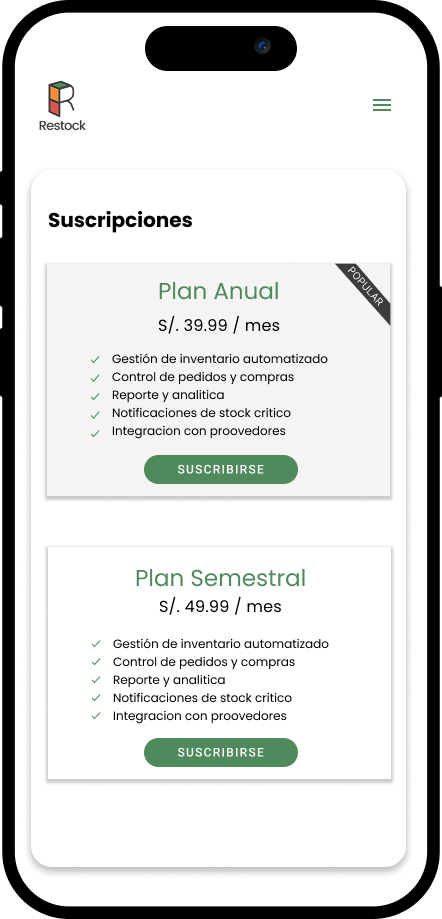 Restock
Suscripciones
POPULAR
Plan Anual
S/. 39.99 / mes
Gestión de inventario automatizado
Control de pedidos y compras
Reporte y analitica
Notificaciones de stock critico
Integracion con proovedores
SUSCRIBIRSE
Plan Semestral
S/. 49.99 / mes
Gestión de inventario automatizado
Control de pedidos y compras
Reporte y analitica
Notificaciones de stock critico
Integracion con proovedores
SUSCRIBIRSE